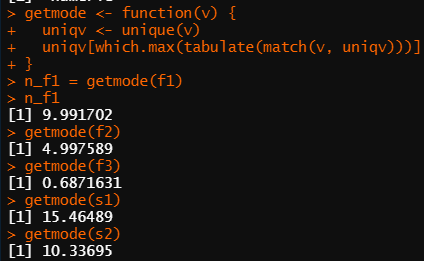 > getmode <- function(v) {
+   uniqv <- unique(v)
+   uniqv[which.max(tabulate(match(v, uniqv)))]
+ }
> n_f1 = getmode(f1)
> n_f1
[1] 9.991702
> getmode(f2)
[1] 4.997589
> getmode(f3)
[1] 0.6871631
> getmode(s1)
[1] 15.46489
> getmode(s2)
[1] 10.33695